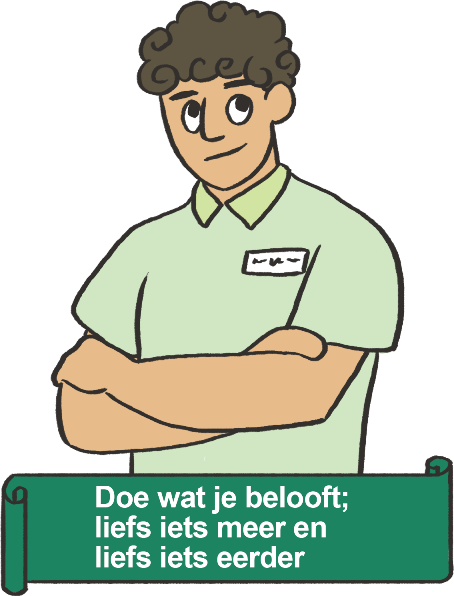 Doe wat je belooft;
liefs iets meer en
liefs iets eerder